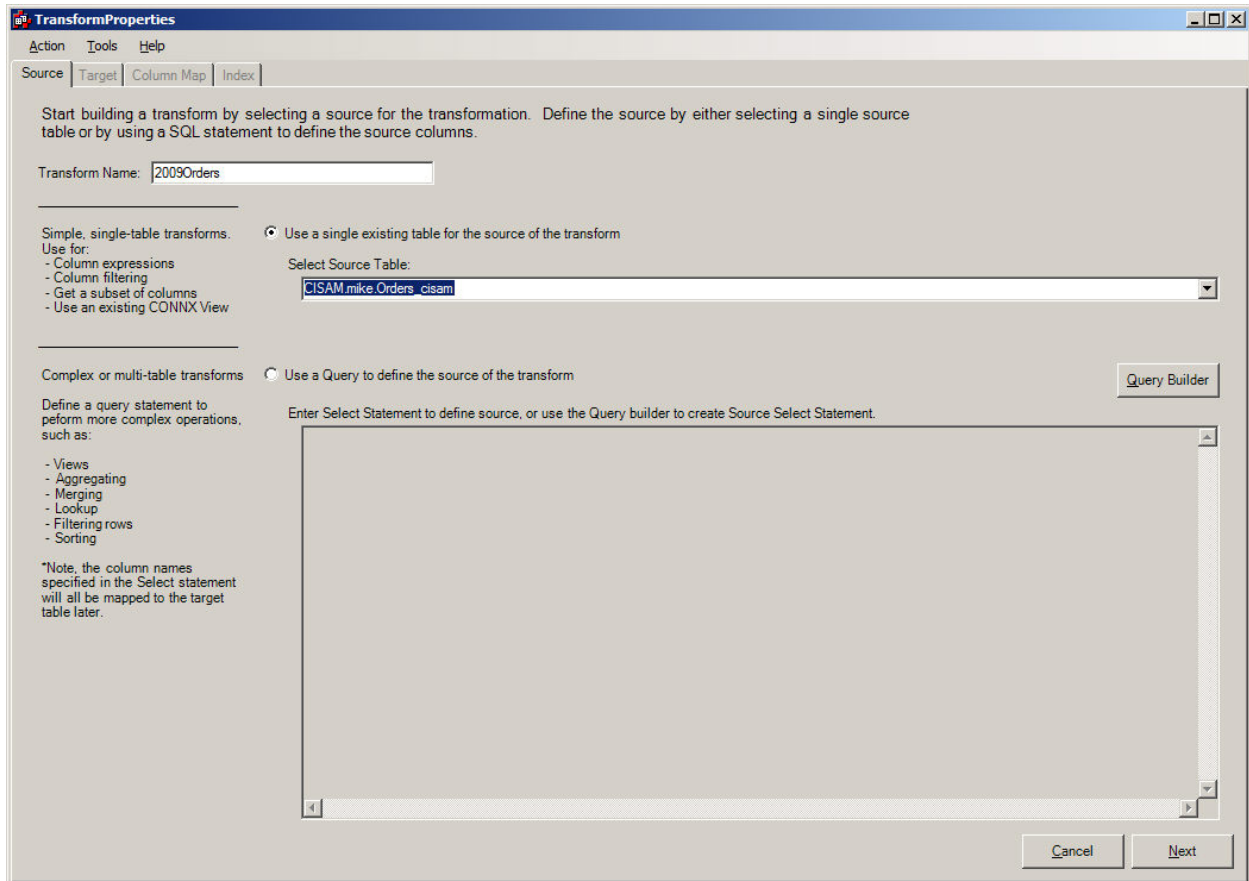 TransformProperties
Action Tools Help
Source Target Column Map Index
Start building a transform by selecting a source for the transformation. Define the source by either selecting a single source
table or by using a SQL statement to define the source columns.
Transform Name: 2009Orders
Simple, single-table transforms.
Use for:
- Column expressions
- Column filtering
- Get a subset of columns
- Use an existing CONNX View
Use a single existing table for the source of the transform
Select Source Table:
CISAM.mike.Orders_cisam
Complex or multi-table transforms
Define a query statement to
peform more complex operations,
such as:
- Views
- Aggregating
- Merging
- Lookup
- Filtering rows
- Sorting
*Note, the column names
specified in the Select statement
will all be mapped to the target
table later.
Use a Query to define the source of the transform
Query Builder
Enter Select Statement to define source, or use the Query builder to create Source Select Statement.
Cancel Next